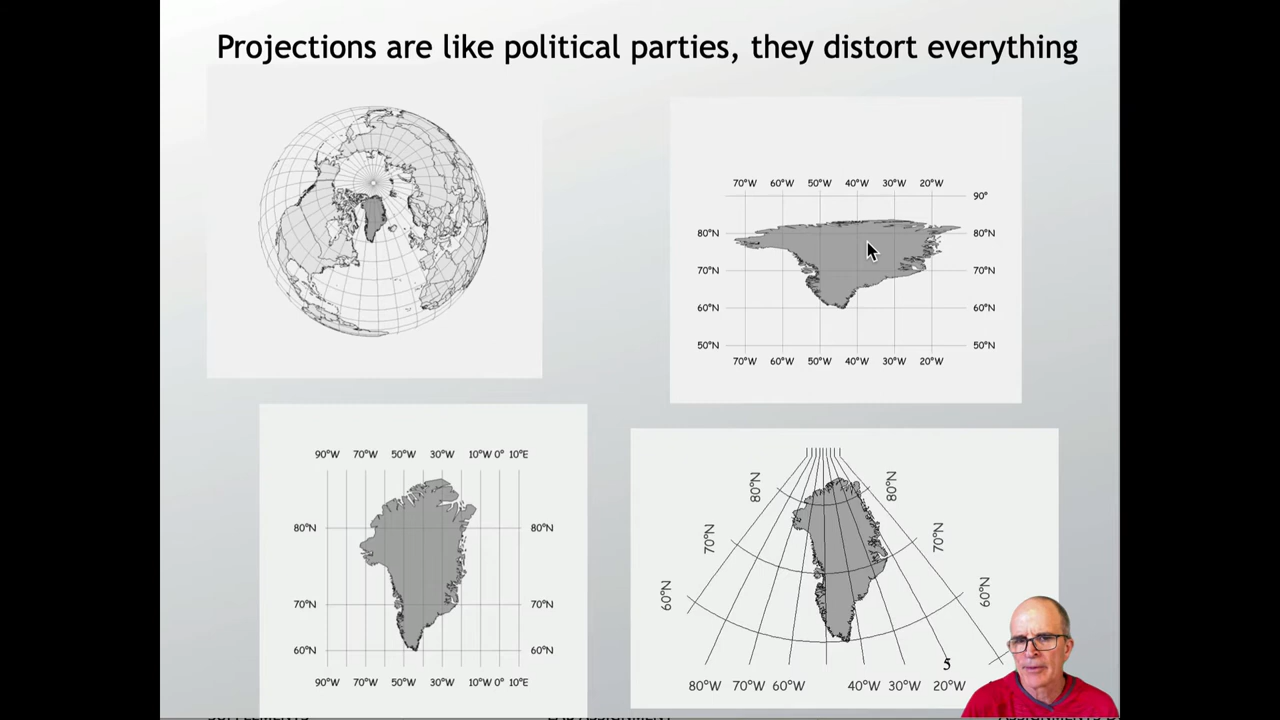 Projections are like political parties, they distort everything
70°W 60°W 50°W 40°W 30°W 20°W
90°
80°N 80°N
70°N 70°N
60°N 60°N
50°N 50°N
70°W 60°W 50°W 40°W 30°W 20°W
90°W 70°W 50°W 30°W 10°W 0° 10°E
80°N 80°N
70°N 70°N
60°N 60°N
90°W 70°W 50°W 30°W 10°W 0° 10°E
80°N 80°N
70°N 70°N
60°N 60°N
5
80°W 70°W 60°W 40°W 30°W 20°W